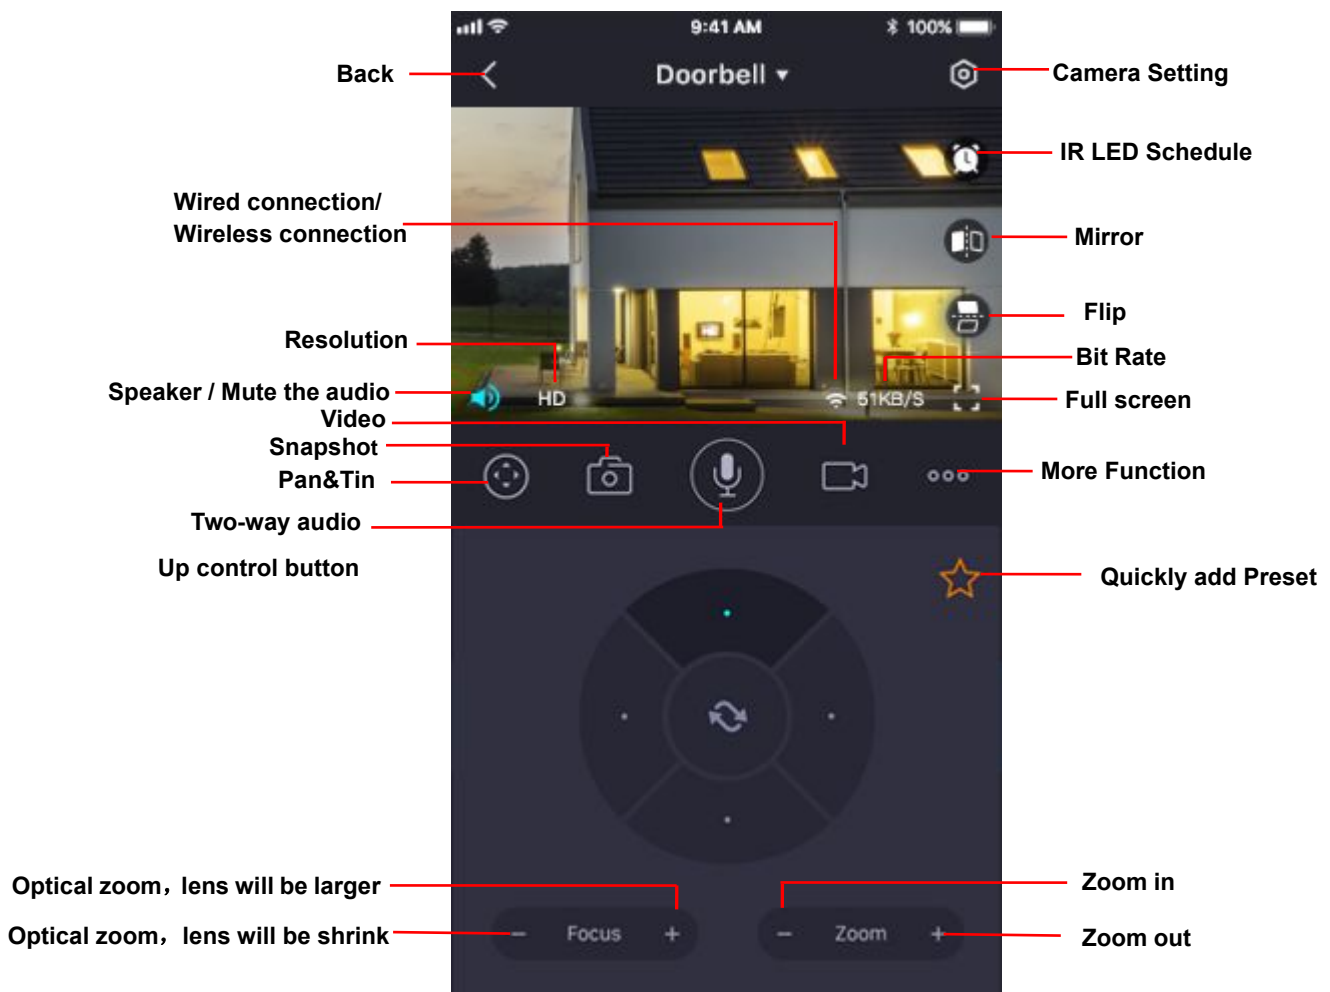 9:41 AM
100%
Back
Doorbell
Camera Setting
IR LED Schedule
Wired connection/
Wireless connection
Mirror
Flip
Resolution
Bit Rate
Speaker / Mute the audio
HD
51KB/S
Full screen
Video
Snapshot
Pan&Tin
More Function
Two-way audio
Up control button
Quickly add Preset
Optical zoom，lens will be larger
Zoom in
Optical zoom，lens will be shrink
- Focus +
- Zoom +
Zoom out